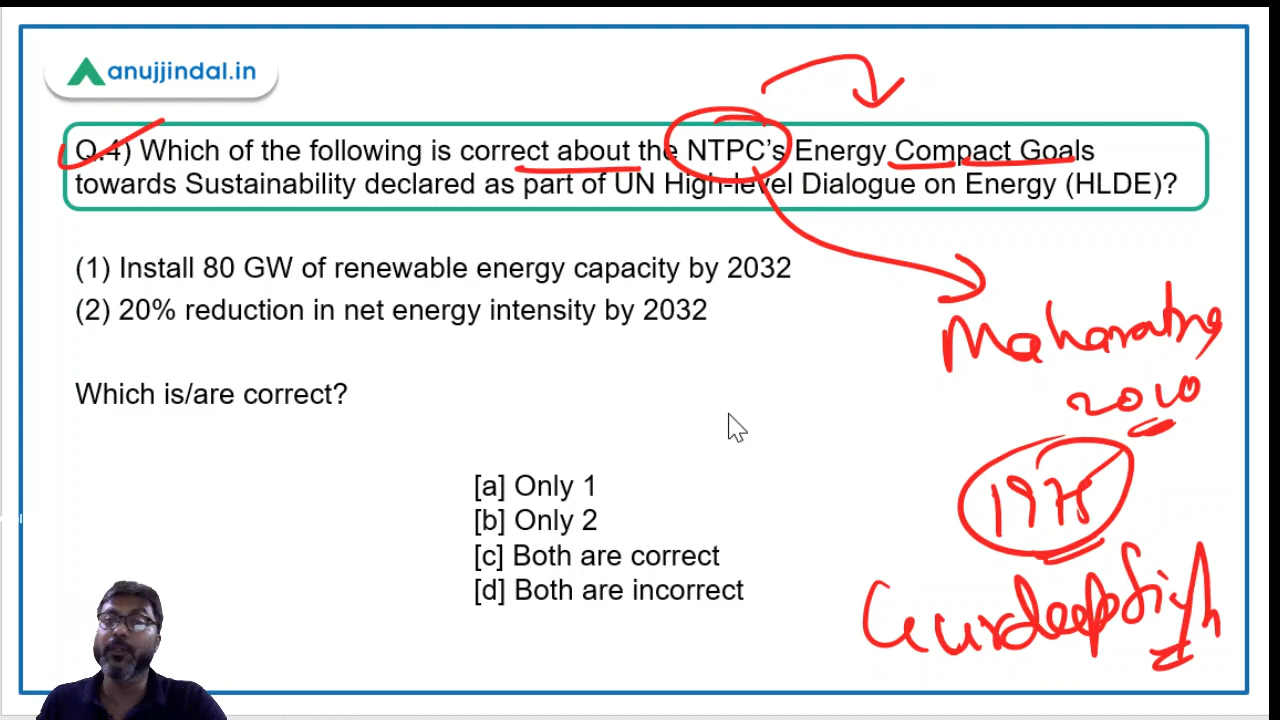 anujjindal.in
Q.4) Which of the following is correct about the NTPC's Energy Compact Goals
towards Sustainability declared as part of UN High-level Dialogue on Energy (HLDE)?
(1) Install 80 GW of renewable energy capacity by 2032
(2) 20% reduction in net energy intensity by 2032
Maharatna
2010
Which is/are correct?
1975
[a] Only 1
[b] Only 2
[c] Both are correct
[d] Both are incorrect
Gurdeep Singh